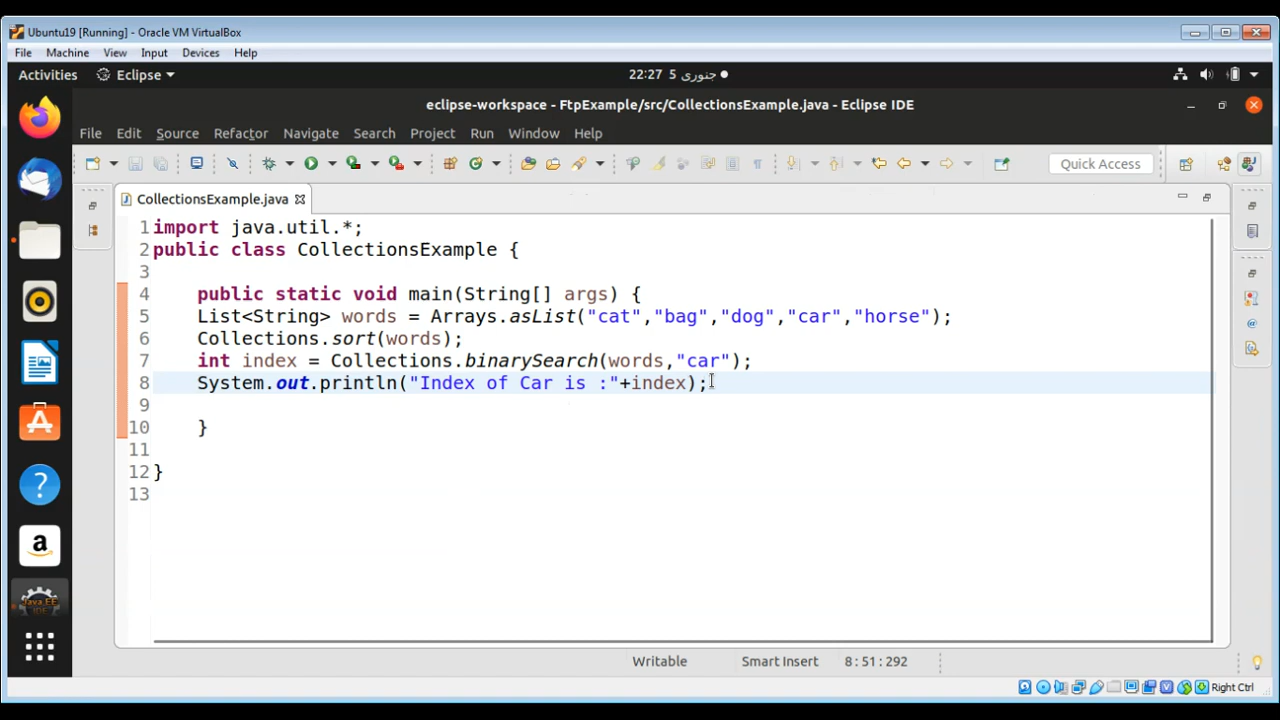 Ubuntu19 [Running] - Oracle VM VirtualBox
File Machine View Input Devices Help
Activities Eclipse 22:27 5 جنوری
eclipse-workspace - FtpExample/src/CollectionsExample.java - Eclipse IDE
File Edit Source Refactor Navigate Search Project Run Window Help
Quick Access
CollectionsExample.java
1 import java.util.*;
2 public class CollectionsExample {
3
4 public static void main(String[] args) {
5 List<String> words = Arrays.asList("cat","bag","dog","car","horse");
6 Collections.sort(words);
7 int index = Collections.binarySearch(words,"car");
8 System.out.println("Index of Car is :"+index);
9
10 }
11
12 }
13
Writable Smart Insert 8 : 51 : 292
Right Ctrl